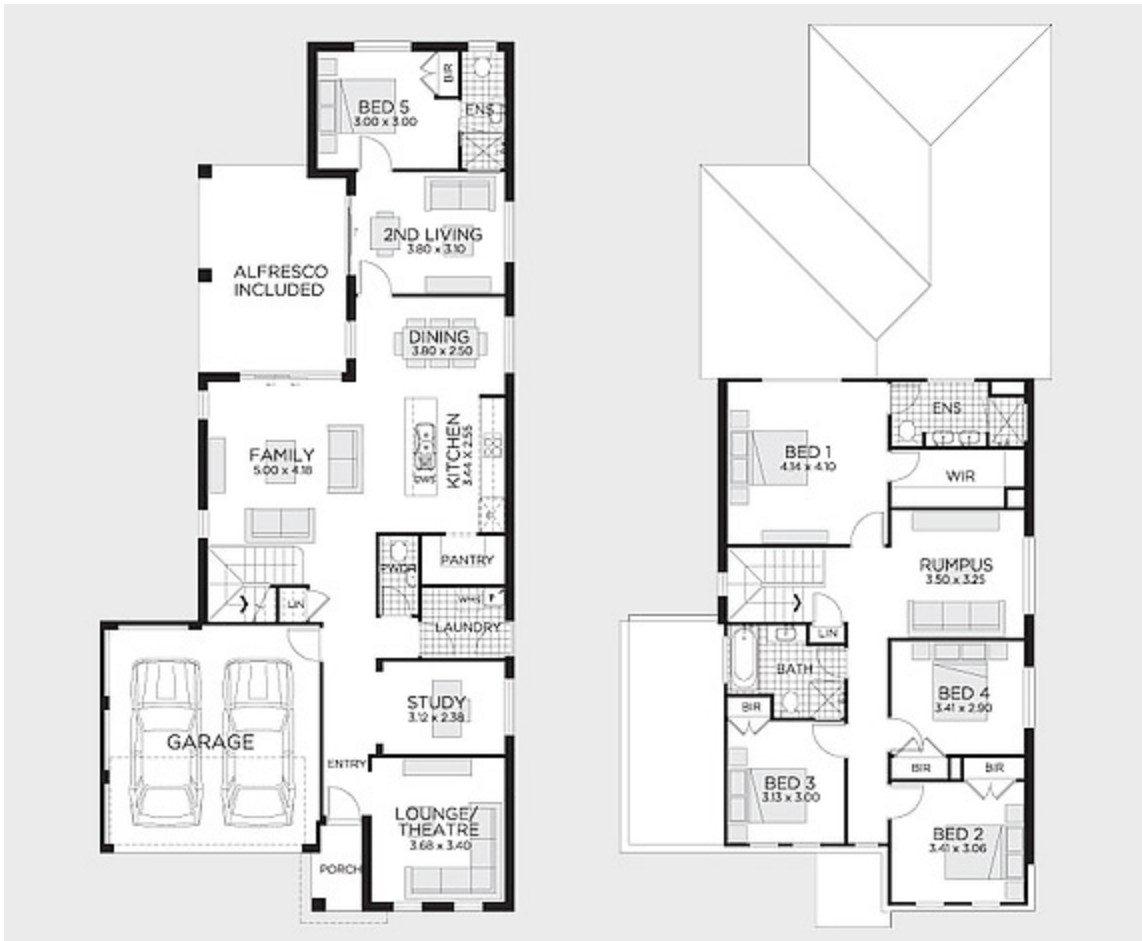 BED 5
3.00 x 3.00
BIR
ENS
2ND LIVING
3.80 x 3.10
ALFRESCO
INCLUDED
DINING
3.80 x 2.50
KITCHEN
3.44 x 2.55
DWS
FAMILY
5.00 x 4.18
PWDR
PANTRY
LIN
WHS
LAUNDRY
STUDY
3.12 x 2.38
GARAGE
ENTRY
LOUNGE/
THEATRE
3.68 x 3.40
PORCH
ENS
BED 1
4.14 x 4.10
WIR
RUMPUS
3.50 x 3.25
LIN
BATH
BED 4
3.41 x 2.90
BIR
BIR
BIR
BED 3
3.13 x 3.00
BED 2
3.41 x 3.06